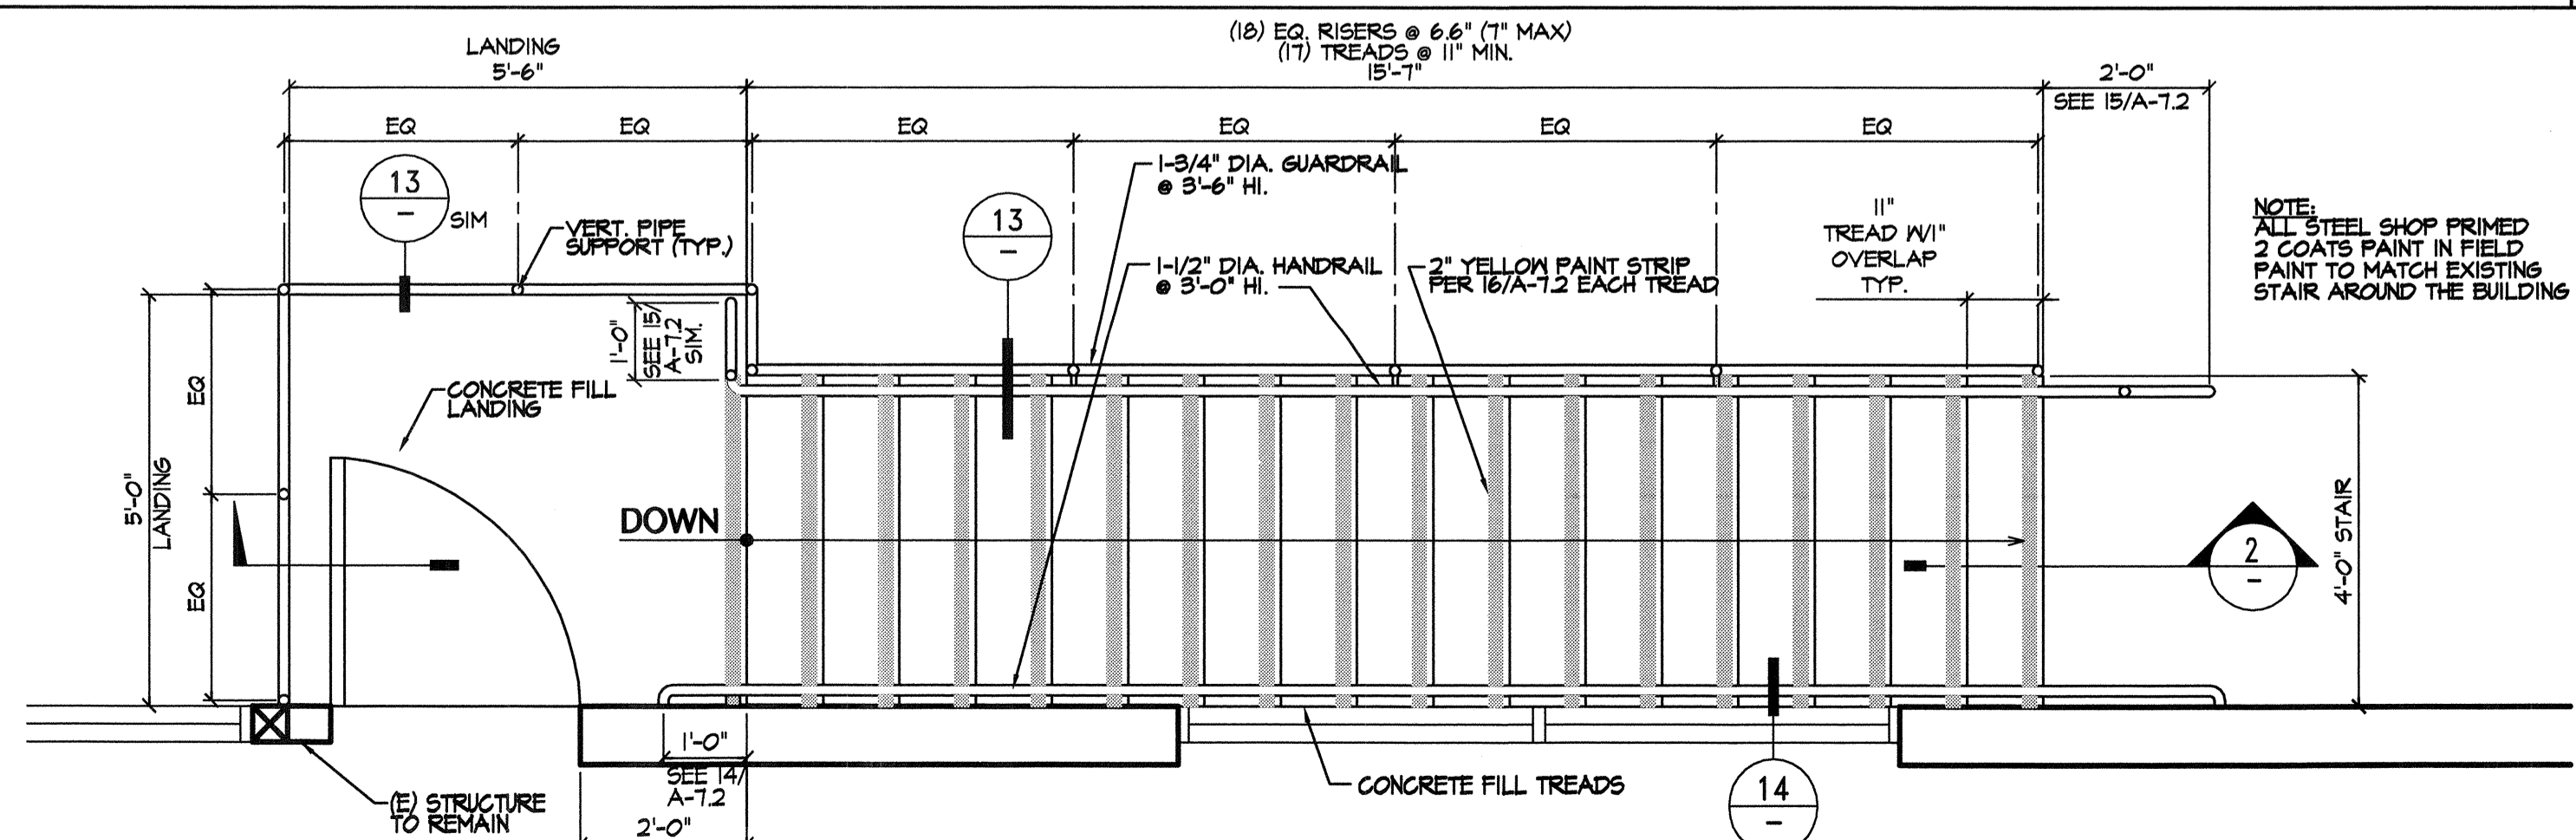 (18) EQ. RISERS @ 6.6" (7" MAX)
(17) TREADS @ 11" MIN.
15'-7"
LANDING
5'-6"
2'-0"
SEE 15/A-7.2
EQ
EQ
EQ
EQ
EQ
EQ
13
–
SIM
VERT. PIPE
SUPPORT (TYP.)
13
–
1-3/4" DIA. GUARDRAIL
@ 3'-6" HI.
1-1/2" DIA. HANDRAIL
@ 3'-0" HI.
2" YELLOW PAINT STRIP
PER 16/A-7.2 EACH TREAD
11"
TREAD W/1"
OVERLAP
TYP.
NOTE:
ALL STEEL SHOP PRIMED
2 COATS PAINT IN FIELD
PAINT TO MATCH EXISTING
STAIR AROUND THE BUILDING
1'-0"
SEE 15/
A-7.2
SIM.
CONCRETE FILL
LANDING
EQ
5'-0"
LANDING
EQ
DOWN
2
–
4'-0" STAIR
1'-0"
SEE 14/
A-7.2
2'-0"
(E) STRUCTURE
TO REMAIN
CONCRETE FILL TREADS
14
–